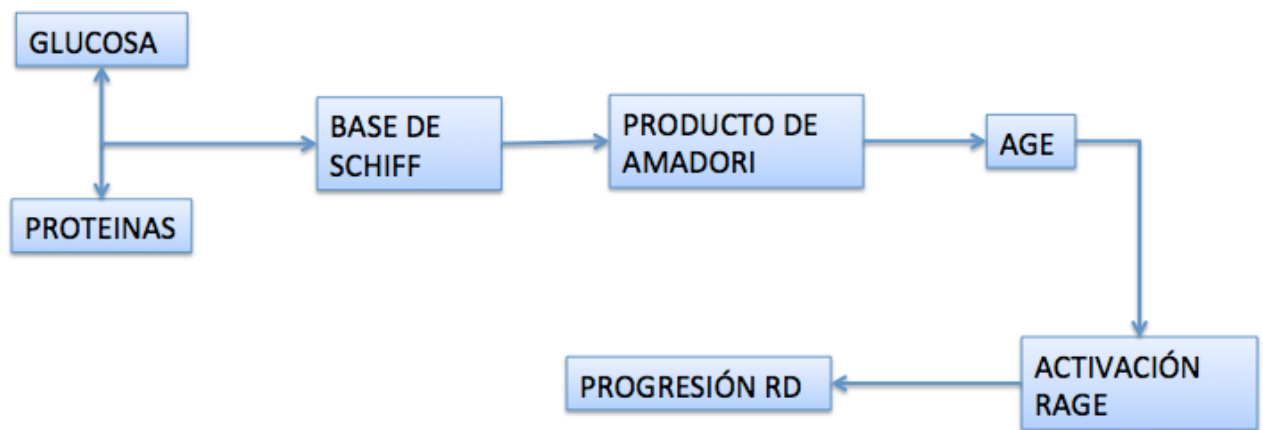 GLUCOSA
PROTEINAS
BASE DE
SCHIFF
PRODUCTO DE
AMADORI
AGE
ACTIVACIÓN
RAGE
PROGRESIÓN RD